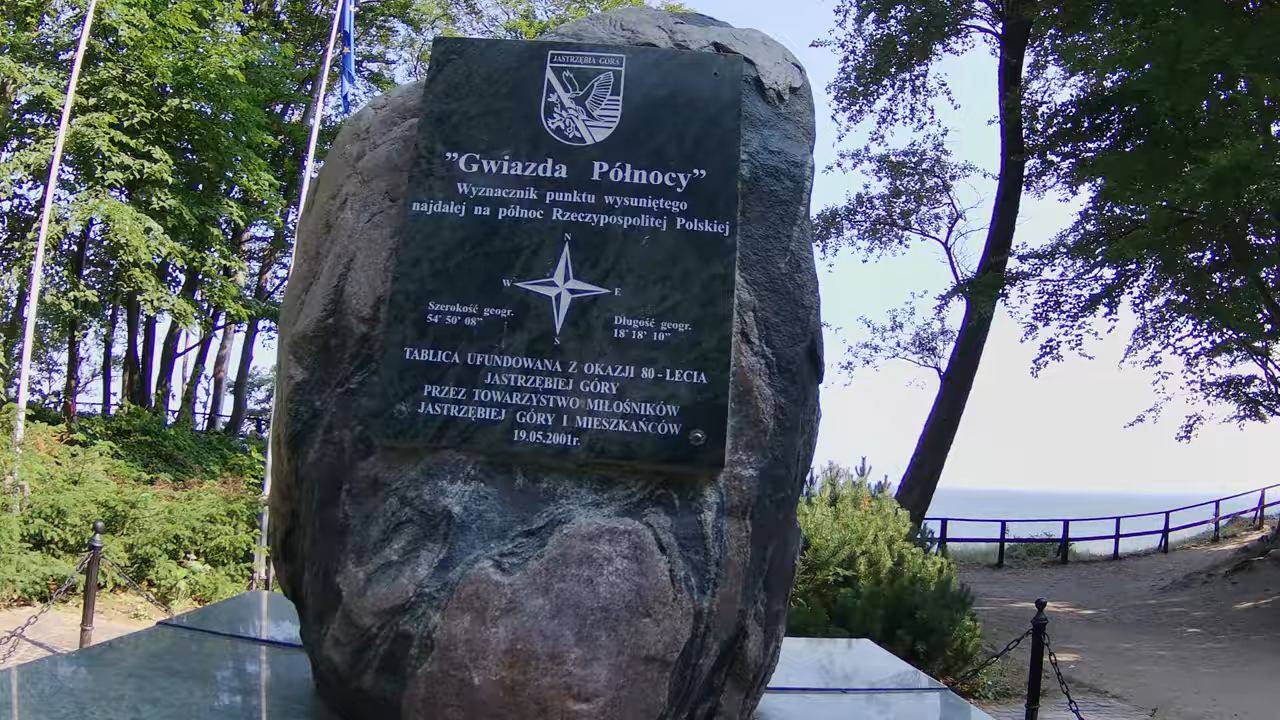 JASTRZĘBIA GÓRA
"Gwiazda Północy"
Wyznacznik punktu wysuniętego
najdalej na północ Rzeczypospolitej Polskiej
N
W
E
S
Szerokość geogr.
54° 50' 08"
Długość geogr.
18° 18' 10"
TABLICA UFUNDOWANA Z OKAZJI 80 - LECIA
JASTRZĘBIEJ GÓRY
PRZEZ TOWARZYSTWO MIŁOŚNIKÓW
JASTRZĘBIEJ GÓRY I MIESZKAŃCÓW
19.05.2001r.